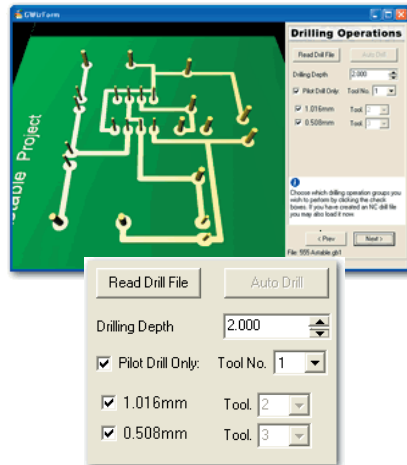 GWizForm
Drilling Operations
Read Drill File Auto Drill
Drilling Depth 2.000
Pilot Drill Only: Tool No. 1
1.016mm Tool. 2
0.508mm Tool. 3
Choose which drilling operation groups you
wish to perform by clicking the check
boxes. If you have created an NC drill file
you may also load it now.
< Prev Next >
File: 555 Astable.gb1
stable Project
Read Drill File Auto Drill
Drilling Depth 2.000
Pilot Drill Only: Tool No. 1
1.016mm Tool. 2
0.508mm Tool. 3